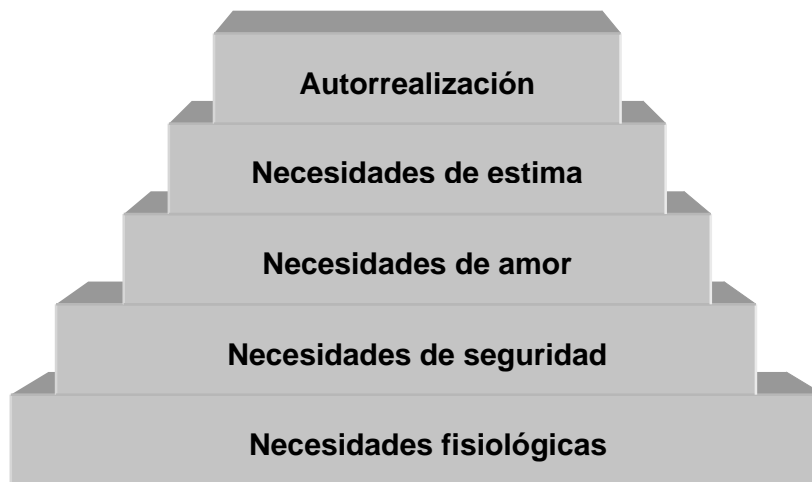 Autorrealización
Necesidades de estima
Necesidades de amor
Necesidades de seguridad
Necesidades fisiológicas